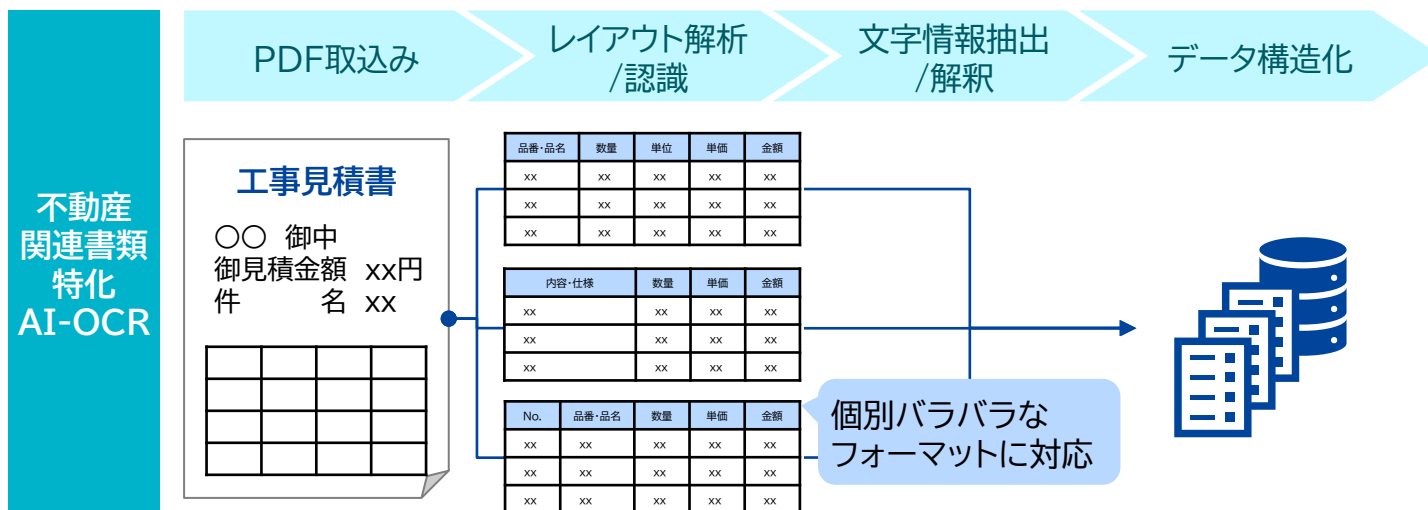 不動産
関連書類
特化
AI-OCR
PDF取込み
レイアウト解析
/認識
文字情報抽出
/解釈
データ構造化
工事見積書
〇〇 御中
御見積金額 xx円
件　　　名 xx
品番・品名 数量 単位 単価 金額
xx xx xx xx xx
xx xx xx xx xx
xx xx xx xx xx
内容・仕様 数量 単価 金額
xx xx xx xx
xx xx xx xx
xx xx xx xx
No. 品番・品名 数量 単価 金額
xx xx xx xx xx
xx xx xx xx xx
xx xx xx xx xx
個別バラバラな
フォーマットに対応